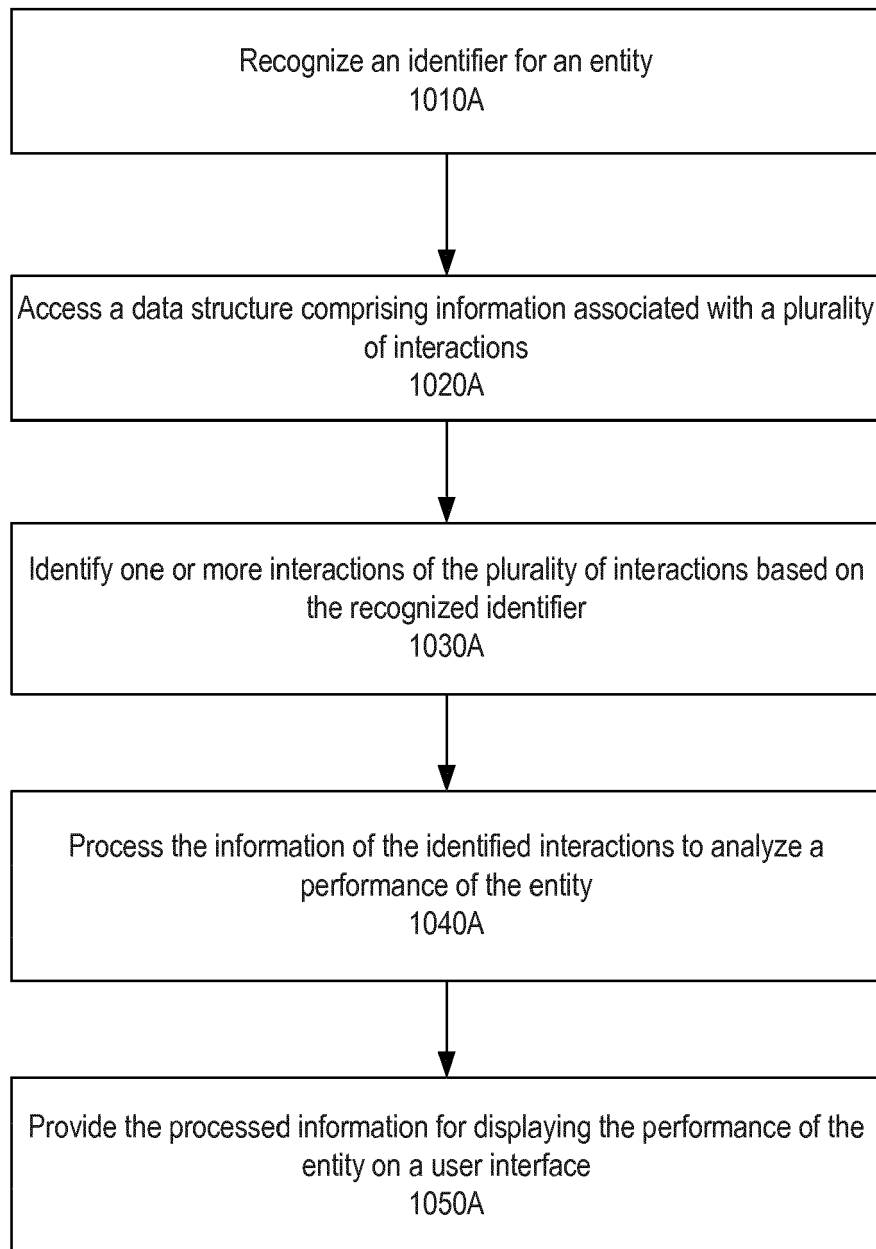 Recognize an identifier for an entity
1010A
Access a data structure comprising information associated with a plurality
of interactions
1020A
Identify one or more interactions of the plurality of interactions based on
the recognized identifier
1030A
Process the information of the identified interactions to analyze a
performance of the entity
1040A
Provide the processed information for displaying the performance of the
entity on a user interface
1050A